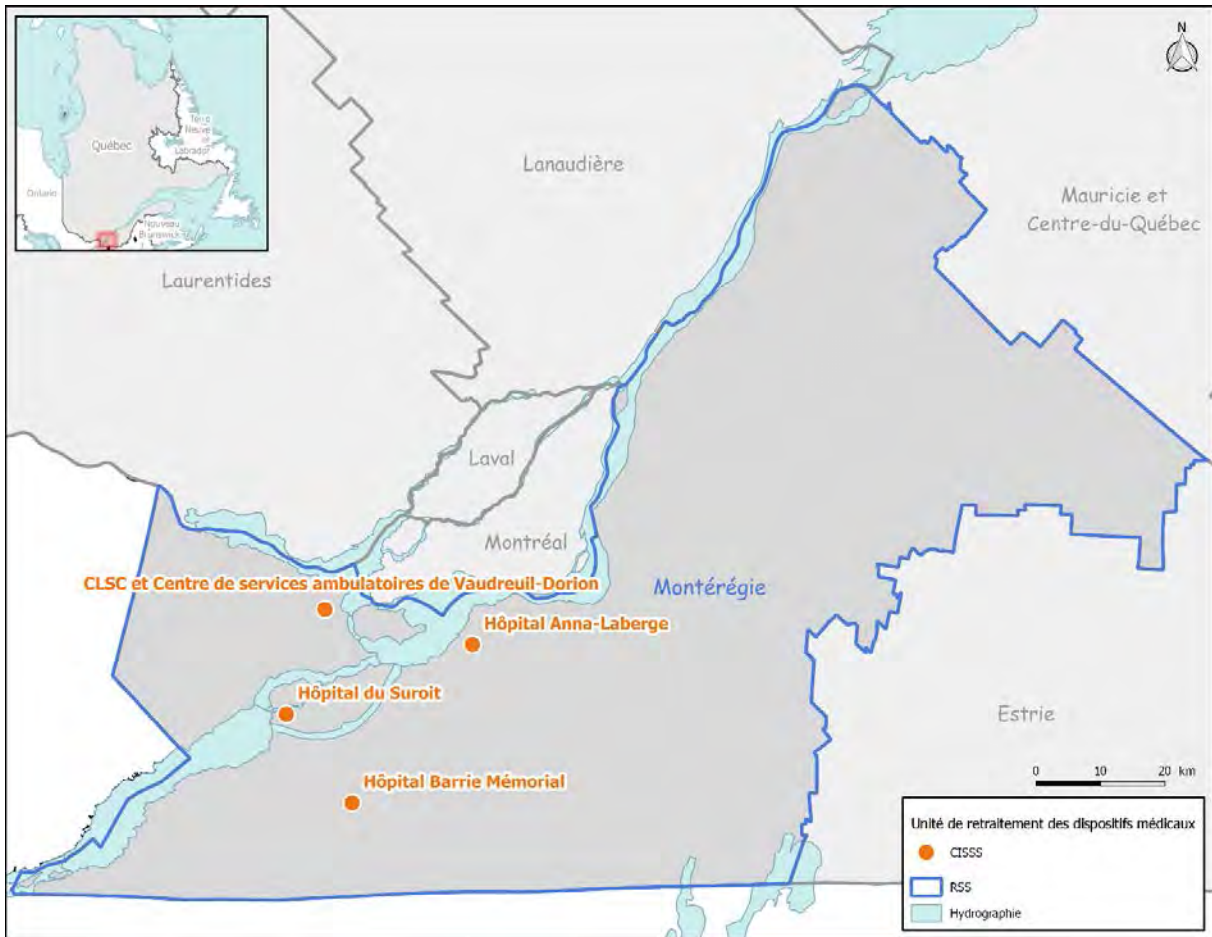 N
Terre
Neuve
et
Labrador
Québec
Ontario
Nouveau
Brunswick
Lanaudière
Mauricie et
Centre-du-Québec
Laurentides
Laval
Montréal
CLSC et Centre de services ambulatoires de Vaudreuil-Dorion
Montérégie
Hôpital Anna-Laberge
Hôpital du Suroit
Estrie
Hôpital Barrie Mémorial
0 10 20 km
Unité de retraitement des dispositifs médicaux
CISSS
RSS
Hydrographie